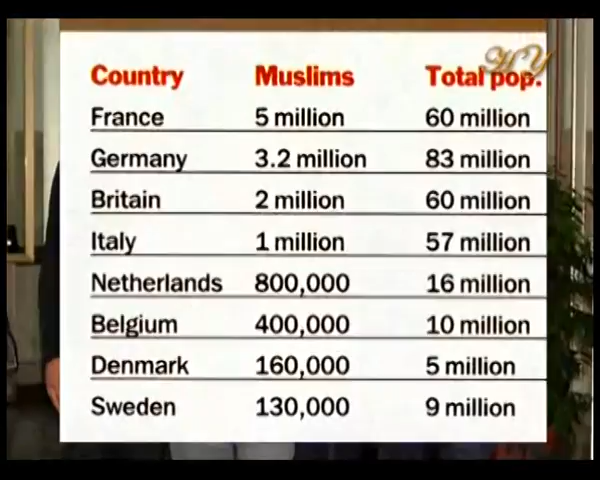 HY
Country Muslims Total pop.
France 5 million 60 million
Germany 3.2 million 83 million
Britain 2 million 60 million
Italy 1 million 57 million
Netherlands 800,000 16 million
Belgium 400,000 10 million
Denmark 160,000 5 million
Sweden 130,000 9 million